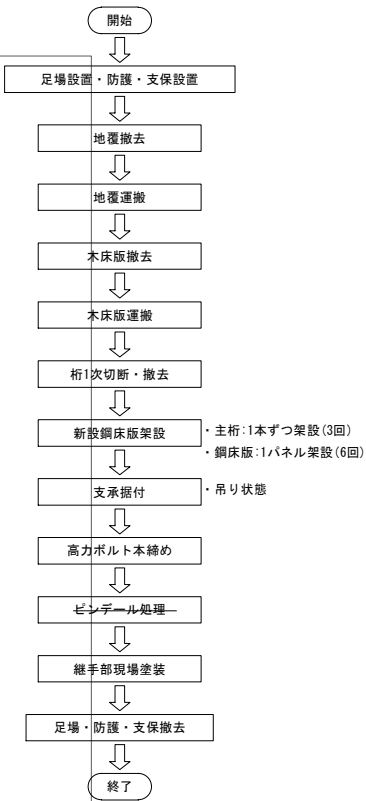 開始
足場設置・防護・支保設置
地覆撤去
地覆運搬
木床版撤去
木床版運搬
桁1次切断・撤去
新設鋼床版架設
・主桁:1本ずつ架設(3回)
・鋼床版:1パネル架設(6回)
支承据付
・吊り状態
高力ボルト本締め
ピンテール処理
継手部現場塗装
足場・防護・支保撤去
終了